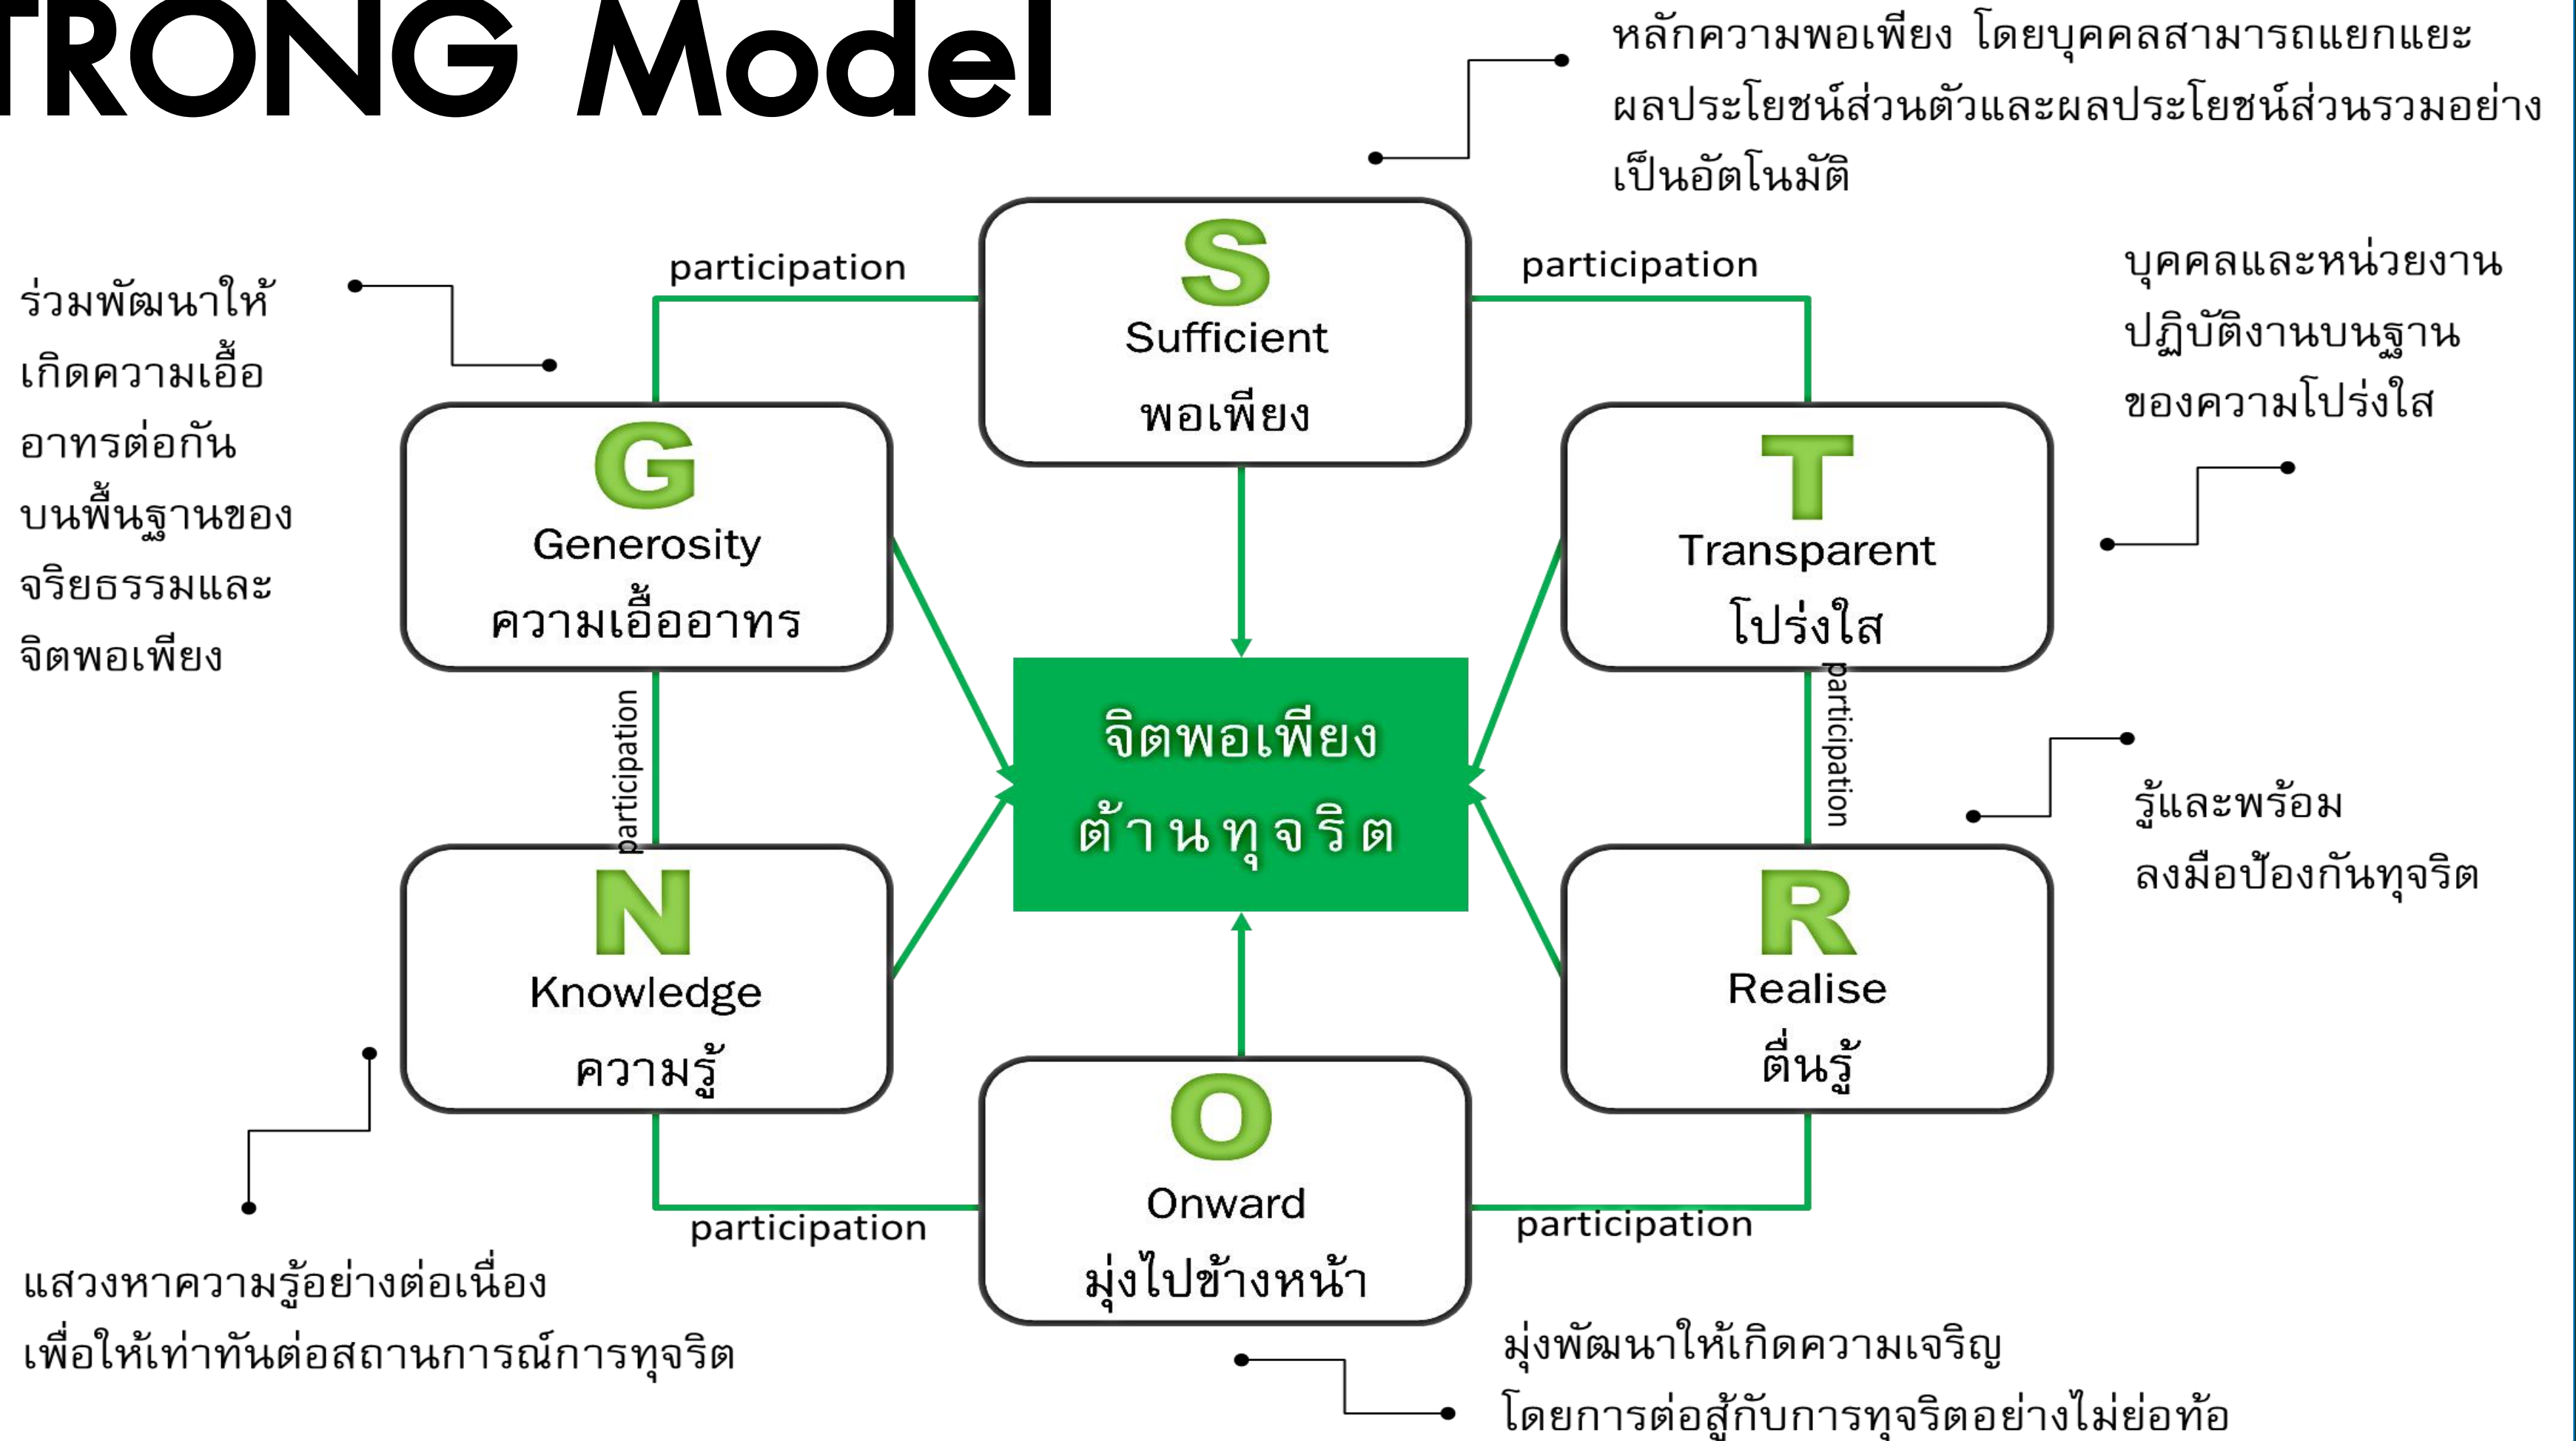 TRONG Model
หลักความพอเพียง โดยบุคคลสามารถแยกแยะ
ผลประโยชน์ส่วนตัวและผลประโยชน์ส่วนรวมอย่าง
เป็นอัตโนมัติ
S
Sufficient
พอเพียง
participation
participation
บุคคลและหน่วยงาน
ปฏิบัติงานบนฐาน
ของความโปร่งใส
T
Transparent
โปร่งใส
participation
รู้และพร้อม
ลงมือป้องกันทุจริต
R
Realise
ตื่นรู้
participation
O
Onward
มุ่งไปข้างหน้า
มุ่งพัฒนาให้เกิดความเจริญ
โดยการต่อสู้กับการทุจริตอย่างไม่ย่อท้อ
participation
N
Knowledge
ความรู้
แสวงหาความรู้อย่างต่อเนื่อง
เพื่อให้เท่าทันต่อสถานการณ์การทุจริต
participation
G
Generosity
ความเอื้ออาทร
ร่วมพัฒนาให้
เกิดความเอื้อ
อาทรต่อกัน
บนพื้นฐานของ
จริยธรรมและ
จิตพอเพียง
จิตพอเพียง
ต้านทุจริต